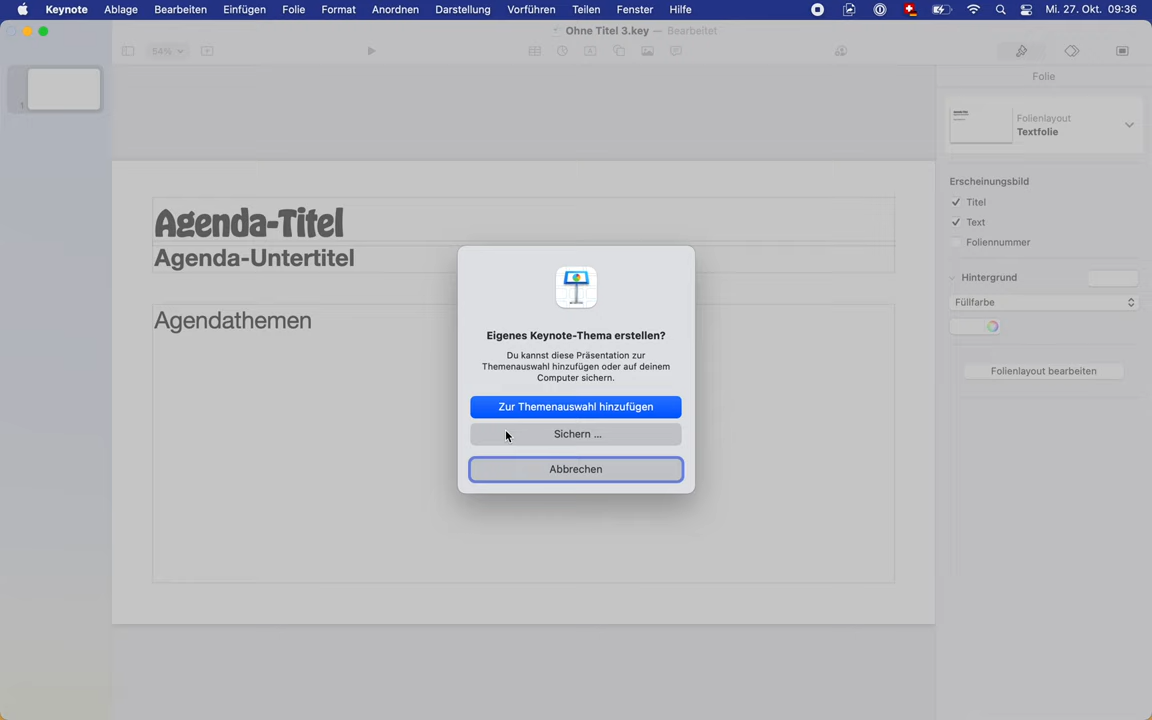 Keynote Ablage Bearbeiten Einfügen Folie Format Anordnen Darstellung Vorführen Teilen Fenster Hilfe Mi. 27. Okt. 09:36
Ohne Titel 3.key — Bearbeitet
54%
Folie
1
Folienlayout
Textfolie
Erscheinungsbild
Titel
Text
Foliennummer
Hintergrund
Füllfarbe
Folienlayout bearbeiten
Agenda-Titel
Agenda-Untertitel
Agendathemen
Eigenes Keynote-Thema erstellen?
Du kannst diese Präsentation zur
Themenauswahl hinzufügen oder auf deinem
Computer sichern.
Zur Themenauswahl hinzufügen
Sichern ...
Abbrechen